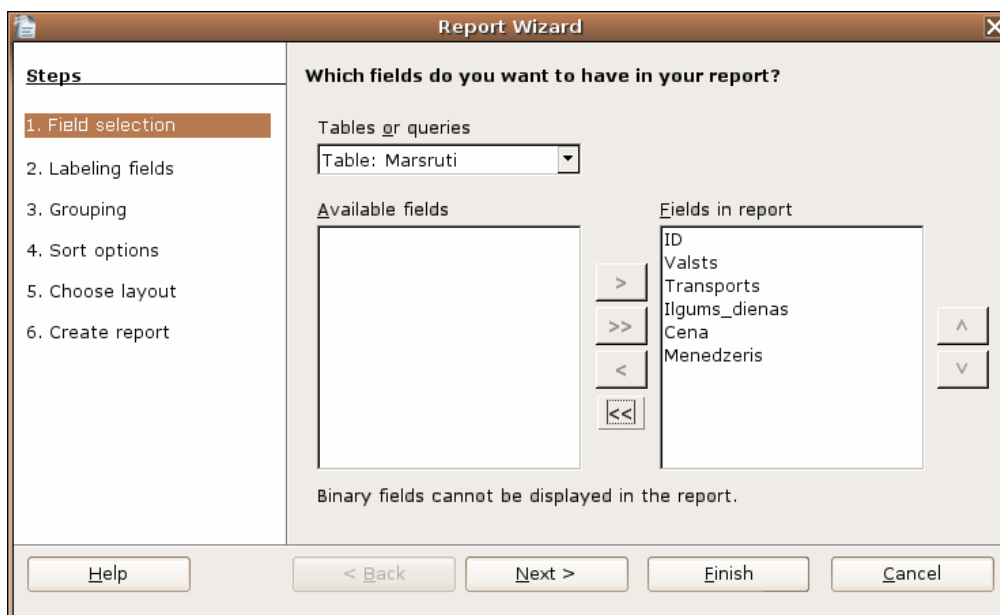 Report Wizard
Steps
1. Field selection
2. Labeling fields
3. Grouping
4. Sort options
5. Choose layout
6. Create report
Which fields do you want to have in your report?
Tables or queries
Table: Marsruti
Available fields
>
>>
<
<<
Fields in report
ID
Valsts
Transports
Ilgums_dienas
Cena
Menedzeris
^
v
Binary fields cannot be displayed in the report.
Help
< Back
Next >
Finish
Cancel